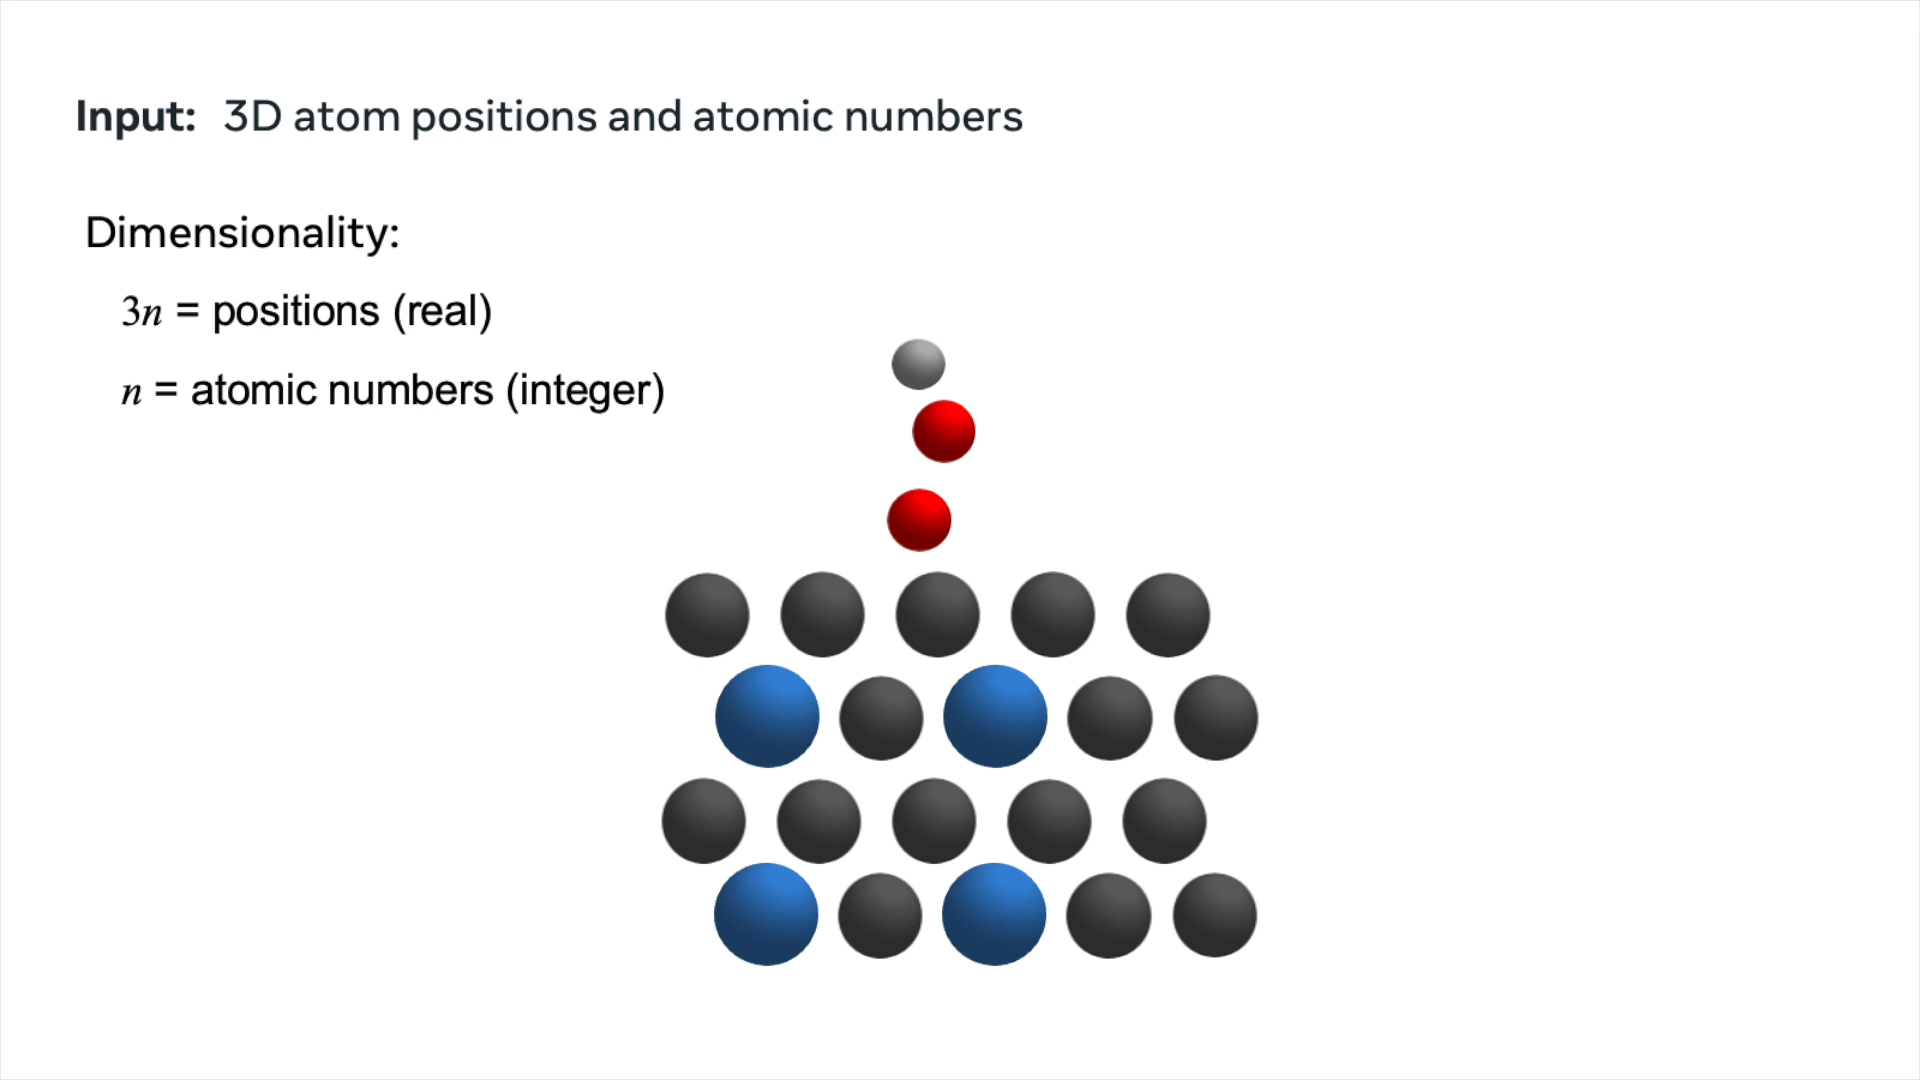 Input: 3D atom positions and atomic numbers
Dimensionality:
3n = positions (real)
n = atomic numbers (integer)